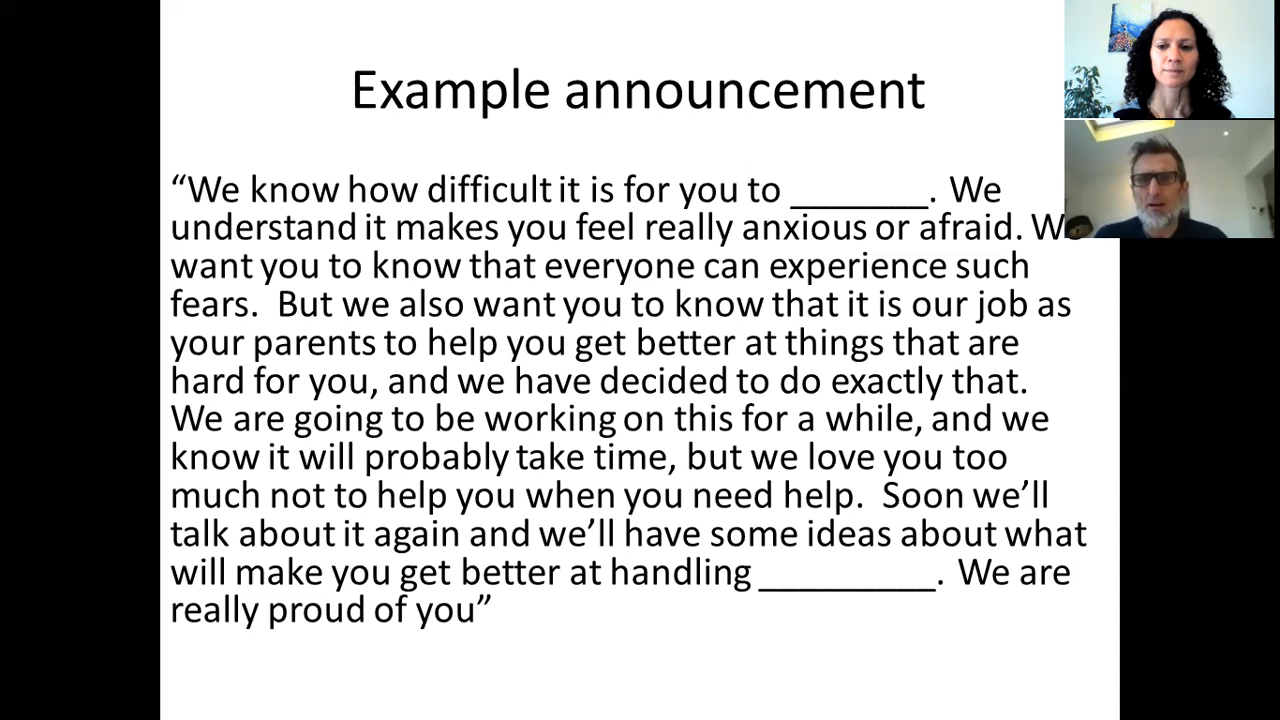 Example announcement
“We know how difficult it is for you to _______. We
understand it makes you feel really anxious or afraid. We
want you to know that everyone can experience such
fears.  But we also want you to know that it is our job as
your parents to help you get better at things that are
hard for you, and we have decided to do exactly that.
We are going to be working on this for a while, and we
know it will probably take time, but we love you too
much not to help you when you need help.  Soon we’ll
talk about it again and we’ll have some ideas about what
will make you get better at handling _________.  We are
really proud of you”